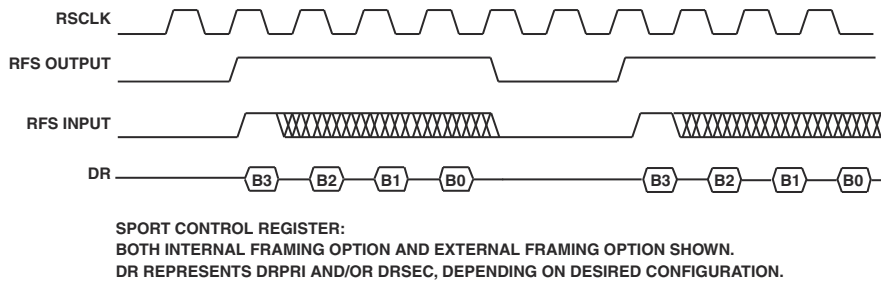 RSCLK
RFS OUTPUT
RFS INPUT
DR B3 B2 B1 B0 B3 B2 B1 B0
SPORT CONTROL REGISTER:
BOTH INTERNAL FRAMING OPTION AND EXTERNAL FRAMING OPTION SHOWN.
DR REPRESENTS DRPRI AND/OR DRSEC, DEPENDING ON DESIRED CONFIGURATION.